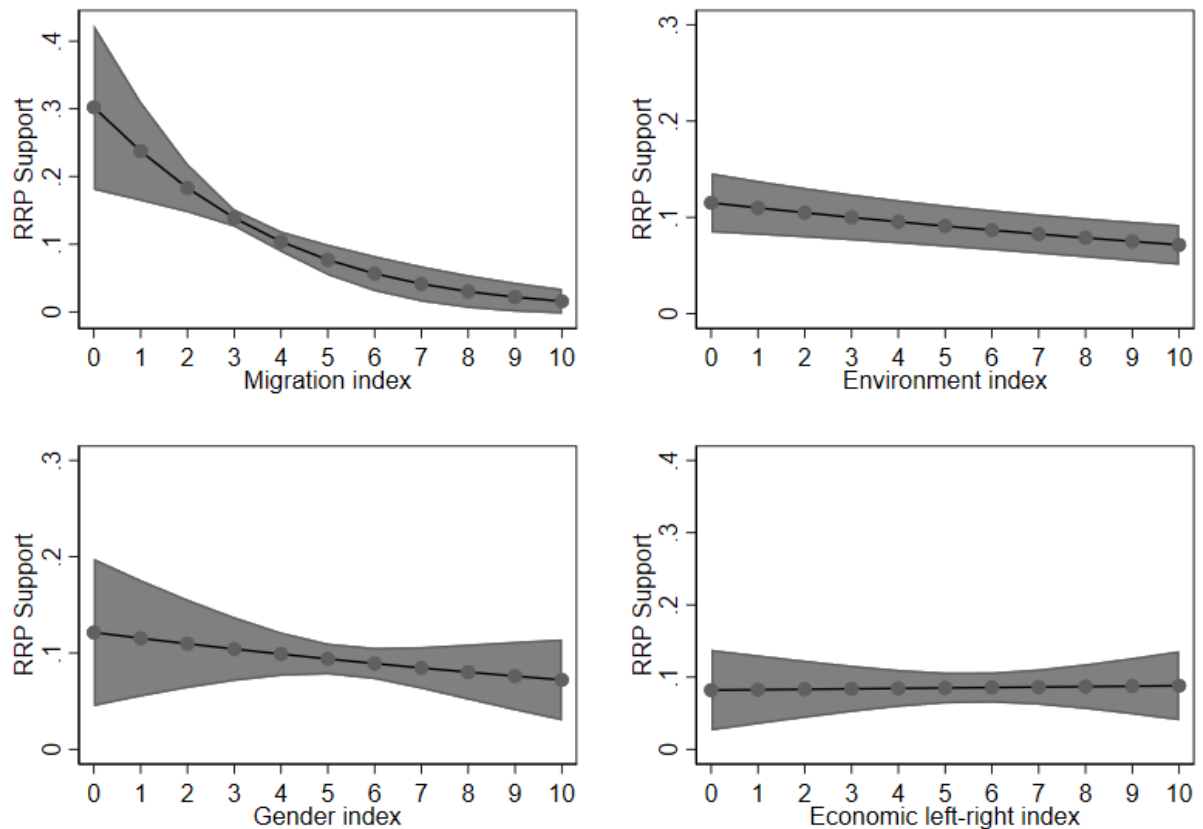 RRP Support
.4
.3
.2
.1
0
0 1 2 3 4 5 6 7 8 9 10
Migration index
RRP Support
.3
.2
.1
0
0 1 2 3 4 5 6 7 8 9 10
Environment index
RRP Support
.3
.2
.1
0
0 1 2 3 4 5 6 7 8 9 10
Gender index
RRP Support
.4
.3
.2
.1
0
0 1 2 3 4 5 6 7 8 9 10
Economic left-right index